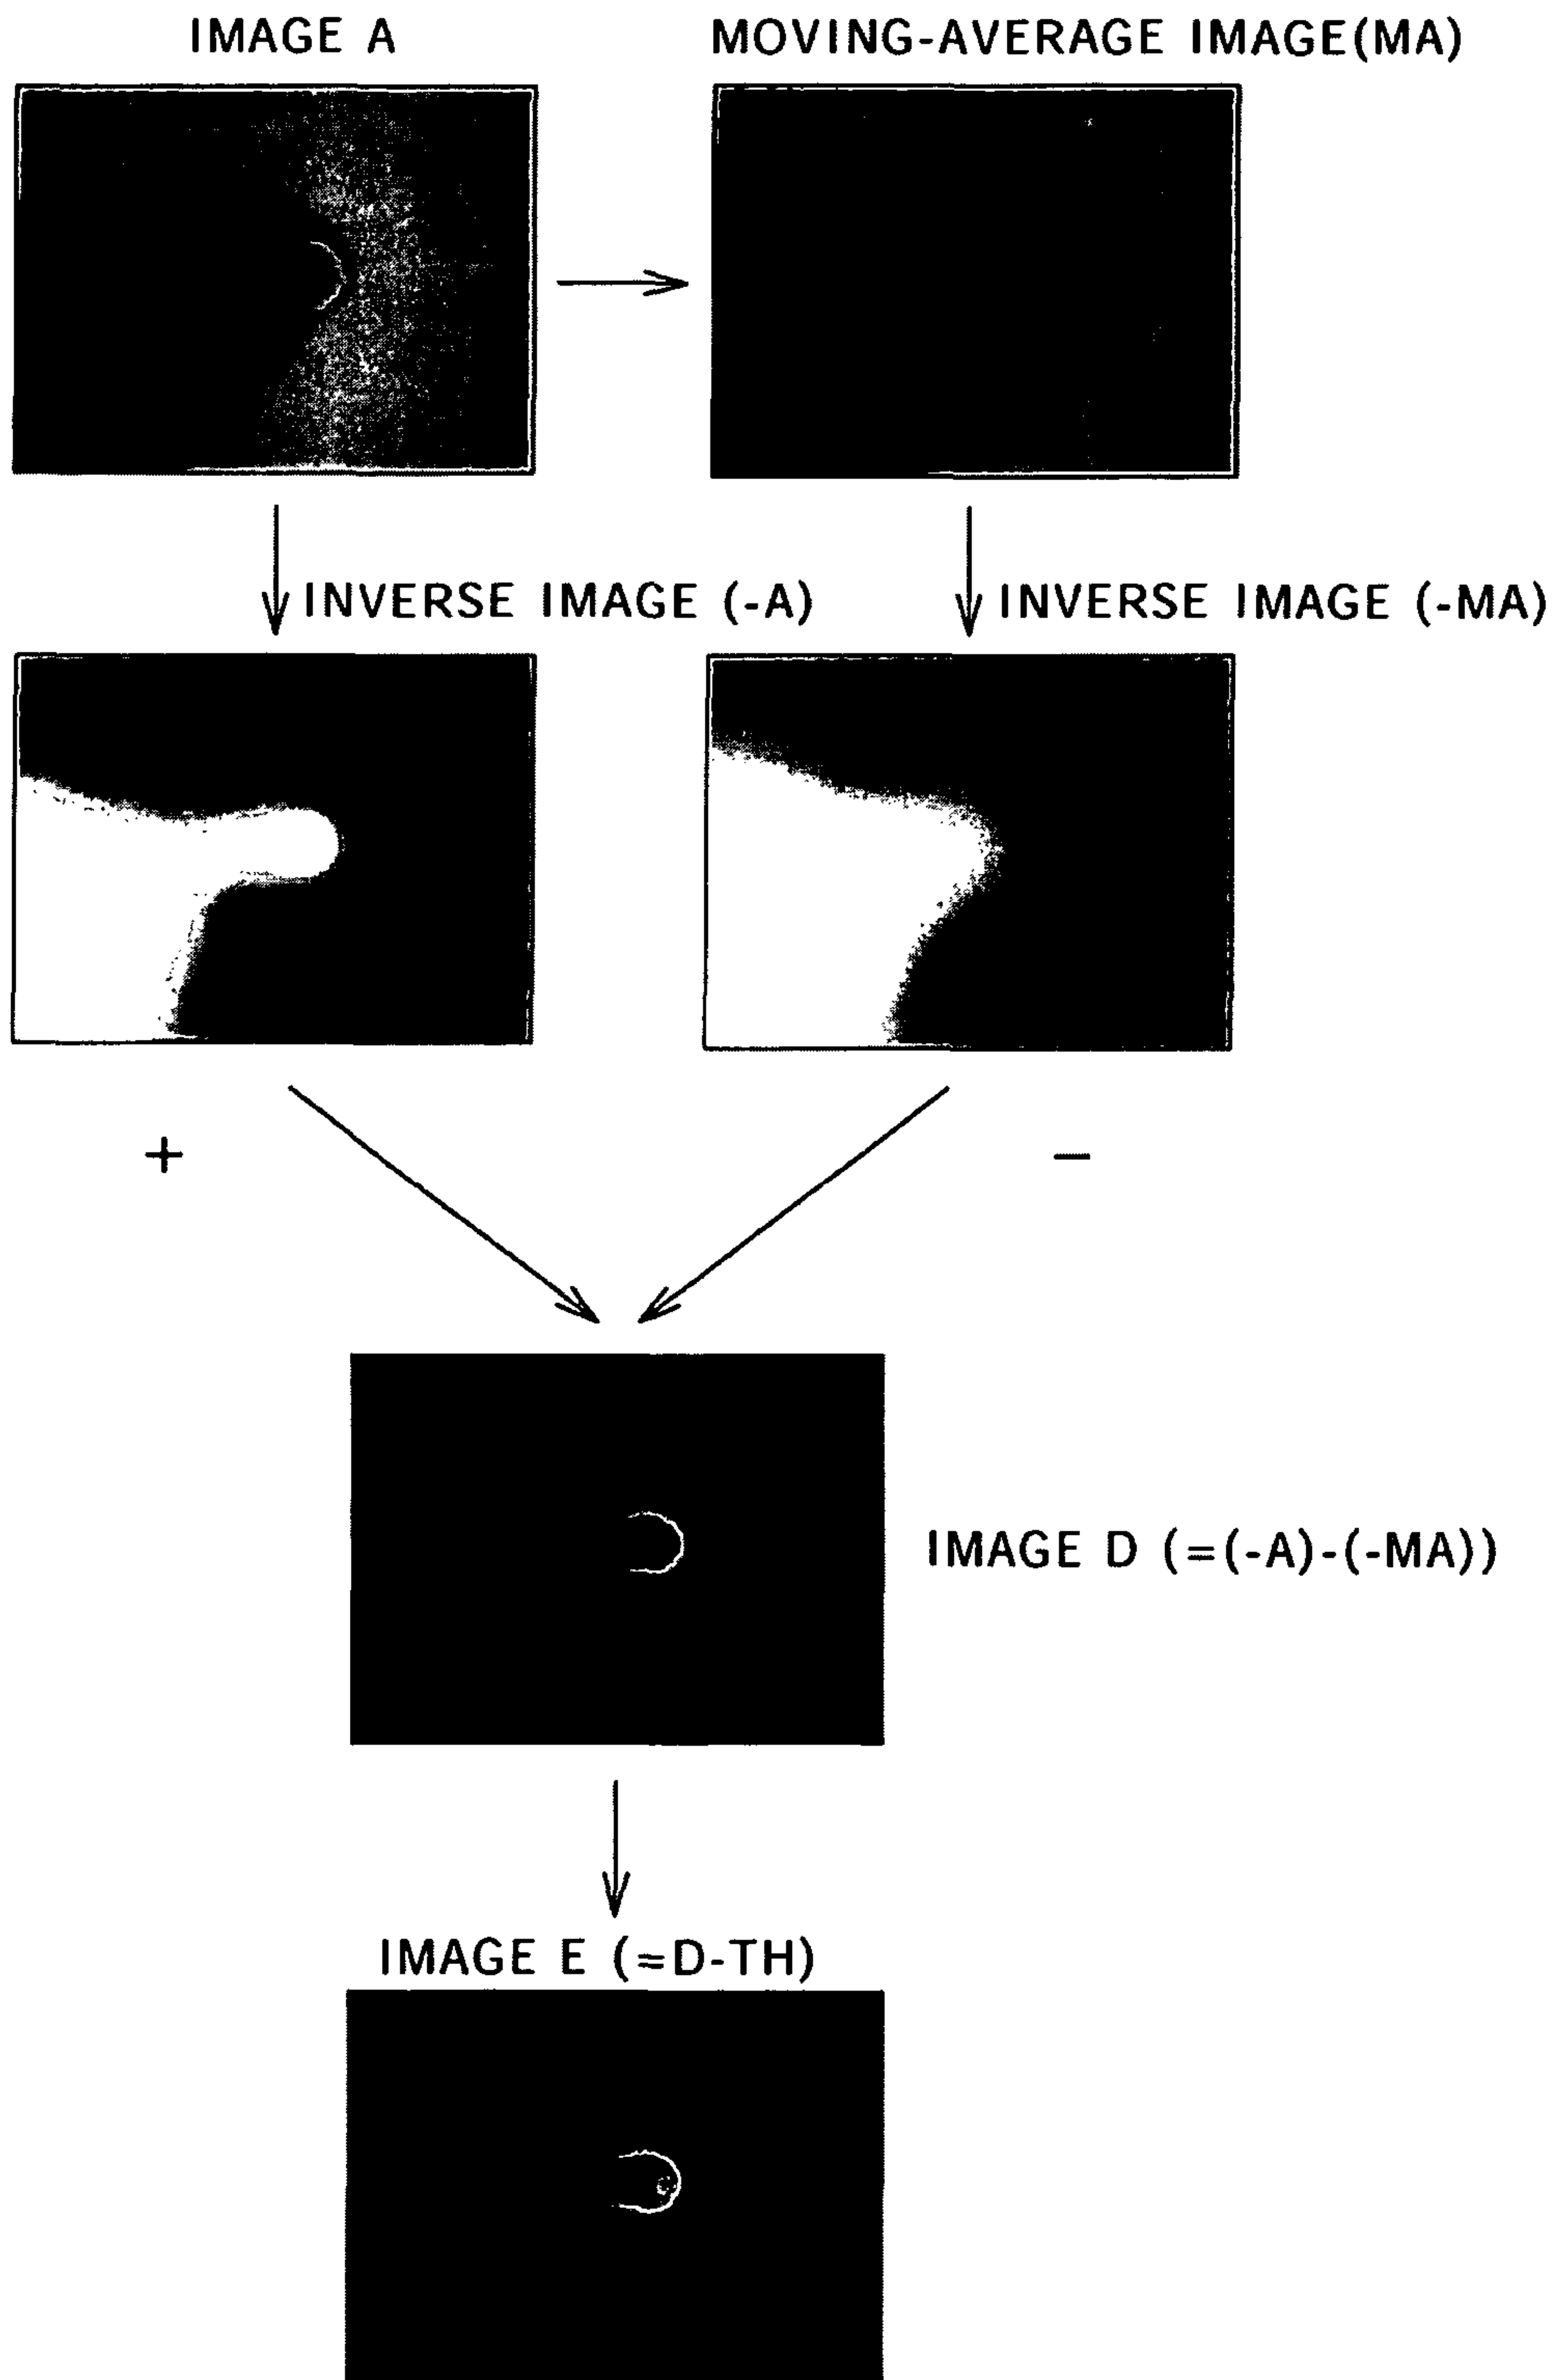 IMAGE A
MOVING-AVERAGE IMAGE(MA)
INVERSE IMAGE (-A)
INVERSE IMAGE (-MA)
+
−
IMAGE D (=(-A)-(-MA))
IMAGE E (=D-TH)